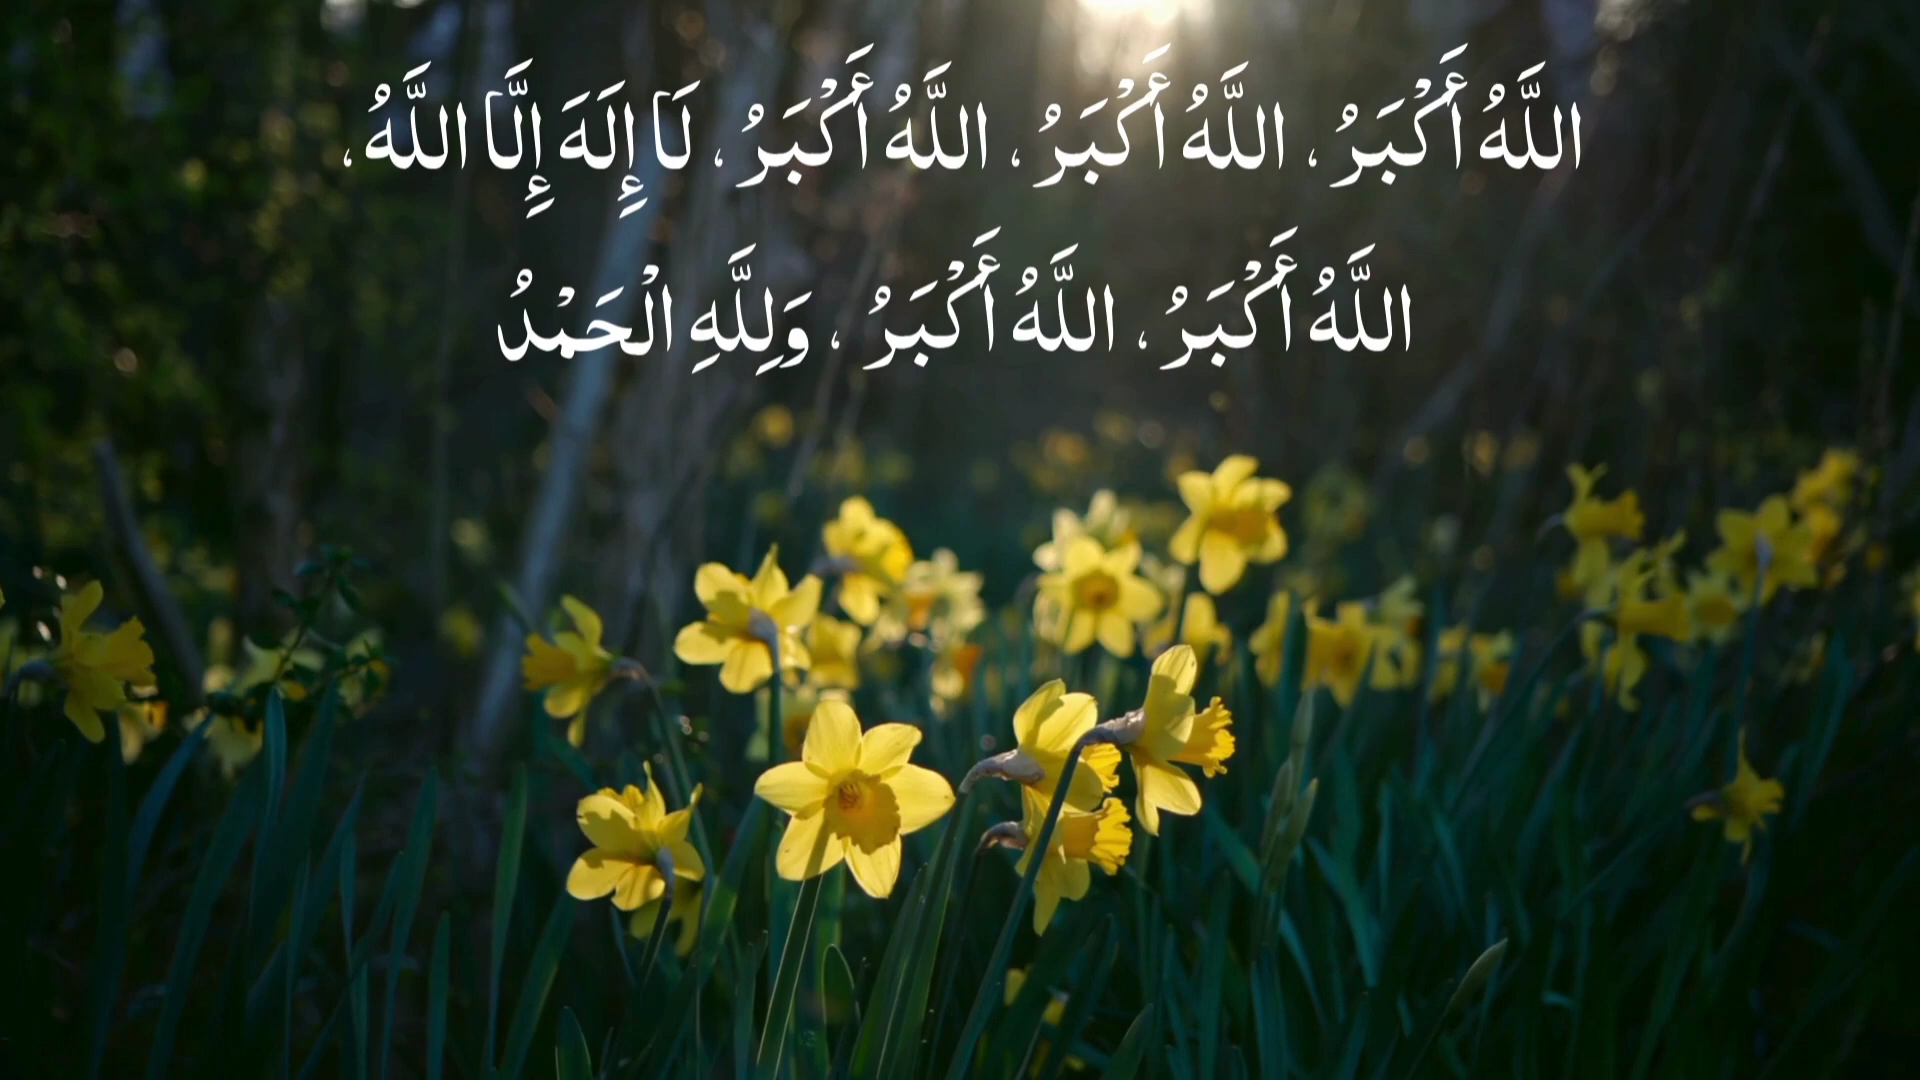 اللَّهُ أَكْبَرُ، اللَّهُ أَكْبَرُ، اللَّهُ أَكْبَرُ، لَا إِلَهَ إِلَّا اللَّهُ،
اللَّهُ أَكْبَرُ، اللَّهُ أَكْبَرُ، وَلِلَّهِ الْحَمْدُ